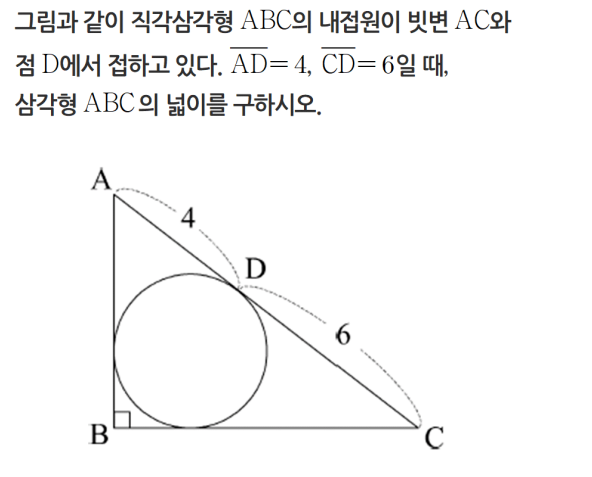 그림과 같이 직각삼각형 ABC의 내접원이 빗변 AC와
점 D에서 접하고 있다. \overline{AD}=4, \overline{CD}=6일 때,
삼각형 ABC의 넓이를 구하시오.
A
4
D
6
B
C